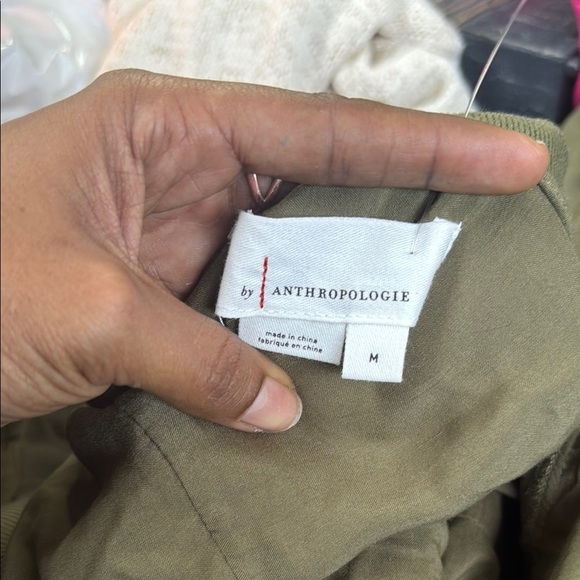 by ANTHROPOLOGIE
made in china
fabriqué en chine
M